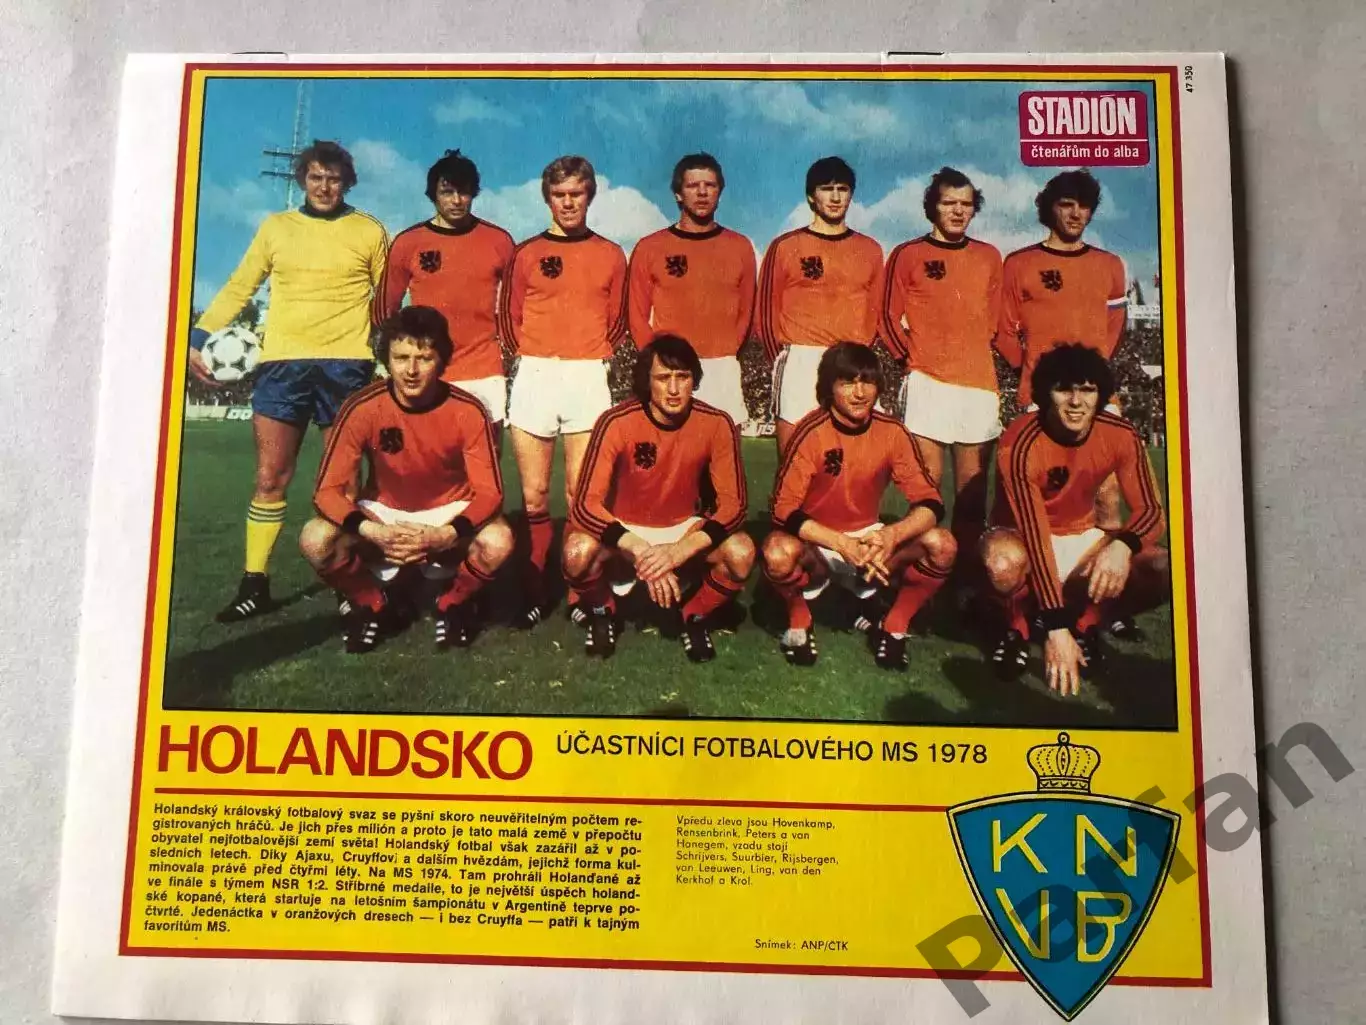 47 350
STADIÓN
čtenářům do alba
HOLANDSKO
ÚČASTNÍCI FOTBALOVÉHO MS 1978
Holandský královský fotbalový svaz se pyšní skoro neuvěřitelným počtem re-
gistrovaných hráčů. Je jich přes milión a proto je tato malá země v přepočtu
obyvatel nejfotbalovější zemí světa! Holandský fotbal však zazářil až v po-
sledních letech. Díky Ajaxu, Cruyffovi a dalším hvězdám, jejichž forma kul-
minovala právě před čtyřmi léty. Na MS 1974. Tam prohráli Holanďané až
ve finále s týmem NSR 1:2. Stříbrné medaile, to je největší úspěch holand-
ské kopané, která startuje na letošním šampionátu v Argentině teprve po-
čtvrté. Jedenáctka v oranžových dresech — i bez Cruyffa — patří k tajným
favoritům MS.
Vpředu zleva jsou Hovenkamp,
Rensenbrink, Peters a van
Hanegem, vzadu stojí
Schrijvers, Suurbier, Rijsbergen,
van Leeuwen, Ling, van den
Kerkhof a Krol.
Snímek: ANP/ČTK
K N
V B
Parfan